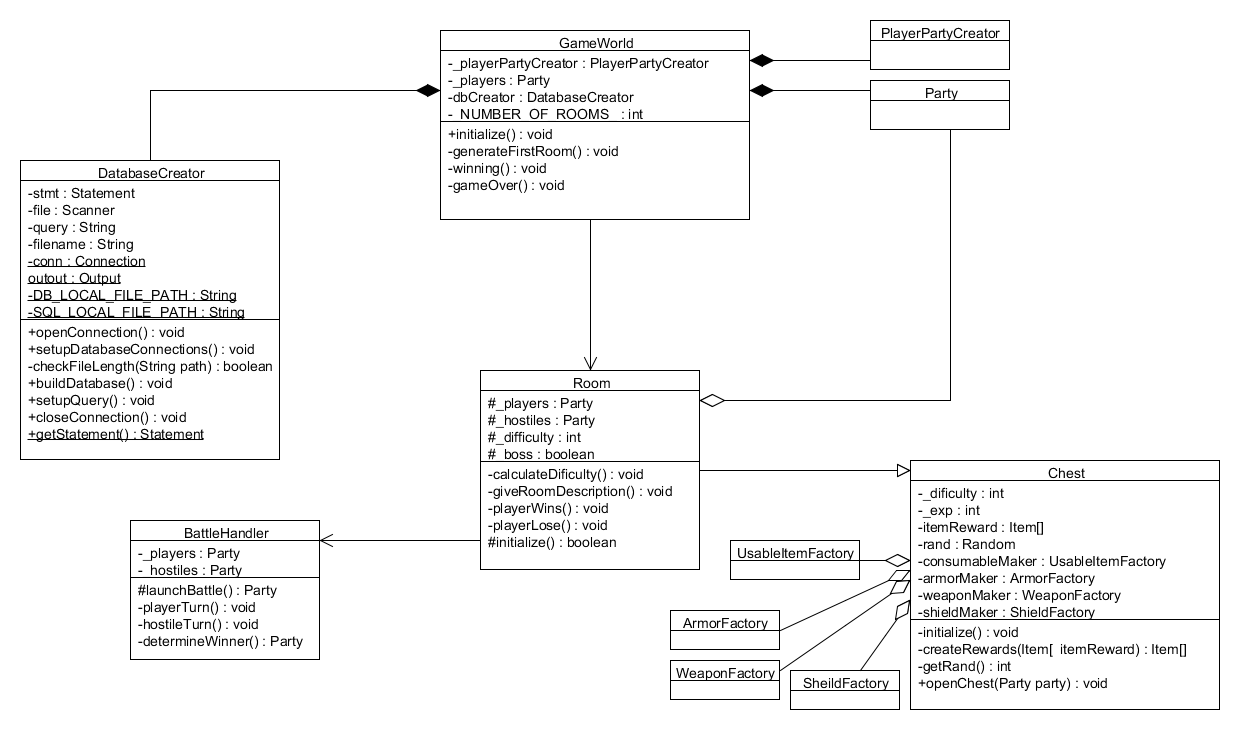 GameWorld
-_playerPartyCreator : PlayerPartyCreator
-_players : Party
-dbCreator : DatabaseCreator
-_NUMBER_OF_ROOMS_ : int
+initialize() : void
-generateFirstRoom() : void
-winning() : void
-gameOver() : void
PlayerPartyCreator
Party
DatabaseCreator
-stmt : Statement
-file : Scanner
-query : String
-filename : String
-conn : Connection
outout : Output
-DB_LOCAL_FILE_PATH : String
-SQL_LOCAL_FILE_PATH : String
+openConnection() : void
+setupDatabaseConnections() : void
-checkFileLength(String path) : boolean
+buildDatabase() : void
+setupQuery() : void
+closeConnection() : void
+getStatement() : Statement
Room
#_players : Party
#_hostiles : Party
#_difficulty : int
#_boss : boolean
-calculateDificulty() : void
-giveRoomDescription() : void
-playerWins() : void
-playerLose() : void
#initialize() : boolean
BattleHandler
-_players : Party
-_hostiles : Party
#launchBattle() : Party
-playerTurn() : void
-hostileTurn() : void
-determineWinner() : Party
Chest
-_dificulty : int
-_exp : int
-itemReward : Item[]
-rand : Random
-consumableMaker : UsableItemFactory
-armorMaker : ArmorFactory
-weaponMaker : WeaponFactory
-shieldMaker : ShieldFactory
-initialize() : void
-createRewards(Item[ itemReward) : Item[]
-getRand() : int
+openChest(Party party) : void
UsableItemFactory
ArmorFactory
WeaponFactory
SheildFactory